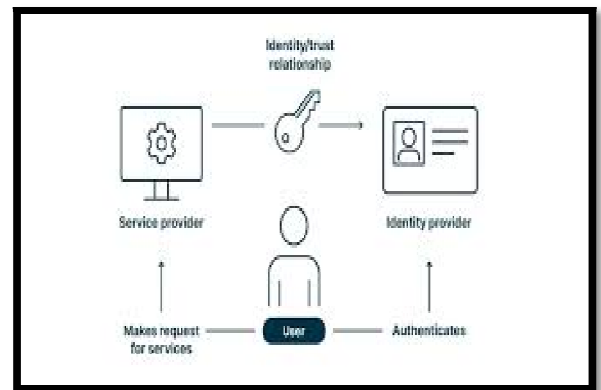 Identity/trust
relationship
Service provider
Identity provider
Makes request
for services
User
Authenticates